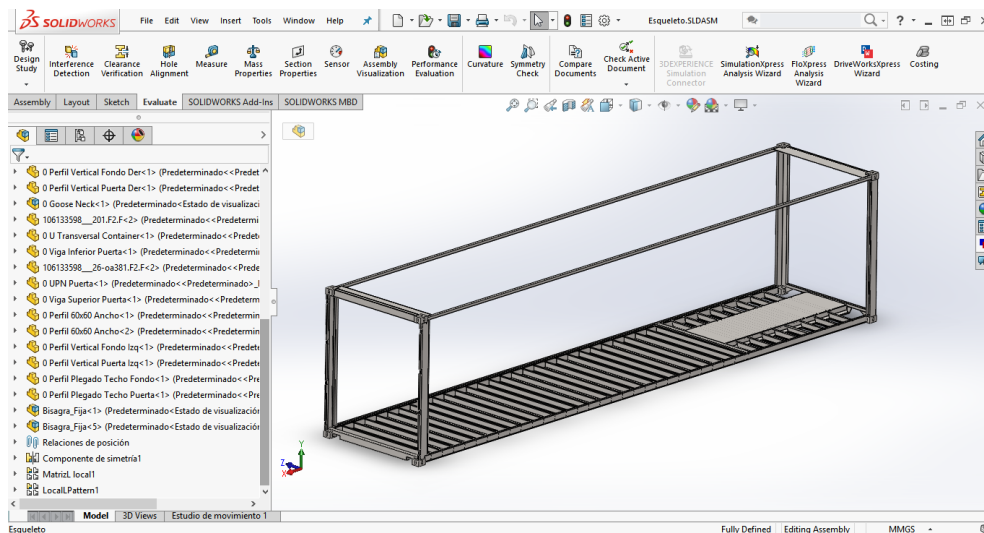 SOLIDWORKS File Edit View Insert Tools Window Help Esqueleto.SLDASM
Design Study
Interference Detection
Clearance Verification
Hole Alignment
Measure
Mass Properties
Section Properties
Sensor
Assembly Visualization
Performance Evaluation
Curvature
Symmetry Check
Compare Documents
Check Active Document
3DEXPERIENCE Simulation Connector
SimulationXpress Analysis Wizard
FloXpress Analysis Wizard
DriveWorksXpress Wizard
Costing
Assembly Layout Sketch Evaluate SOLIDWORKS Add-Ins SOLIDWORKS MBD
0 Perfil Vertical Fondo Der<1> (Predeterminado<<Predet
0 Perfil Vertical Puerta Der<1> (Predeterminado<<Predet
0 Goose Neck<1> (Predeterminado<Estado de visualizaci
106133598__201.F2.F<2> (Predeterminado<<Predetermi
0 U Transversal Container<1> (Predeterminado<<Predet
0 Viga Inferior Puerta<1> (Predeterminado<<Predetermi
106133598__26-oa381.F2.F<2> (Predeterminado<<Prede
0 UPN Puerta<1> (Predeterminado<<Predeterminado>_
0 Viga Superior Puerta<1> (Predeterminado<<Predeterm
0 Perfil 60x60 Ancho<1> (Predeterminado<<Predetermin
0 Perfil 60x60 Ancho<2> (Predeterminado<<Predetermin
0 Perfil Vertical Fondo Izq<1> (Predeterminado<<Predet
0 Perfil Vertical Puerta Izq<1> (Predeterminado<<Predet
0 Perfil Plegado Techo Fondo<1> (Predeterminado<<Pre
0 Perfil Plegado Techo Puerta<1> (Predeterminado<<Pre
Bisagra_Fija<1> (Predeterminado<Estado de visualización
Bisagra_Fija<5> (Predeterminado<Estado de visualización
Relaciones de posición
Componente de simetría1
MatrizL local1
LocalLPattern1
Y
Z
X
Model 3D Views Estudio de movimiento 1
Esqueleto Fully Defined Editing Assembly MMGS